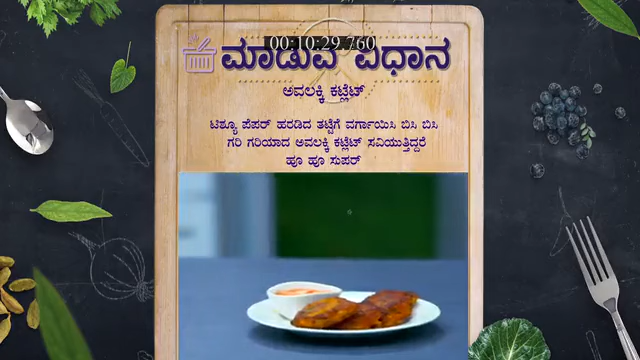 00:10:29.760
ಮಾಡುವ ವಿಧಾನ
ಅವಲಕ್ಕಿ ಕಟ್ಲೆಟ್
ಟಿಶ್ಯೂ ಪೆಪರ್ ಹರಡಿದ ತಟ್ಟೆಗೆ ವರ್ಗಾಯಿಸಿ ಬಿಸಿ ಬಿಸಿ
ಗರಿ ಗರಿಯಾದ ಅವಲಕ್ಕಿ ಕಟ್ಲೆಟ್ ಸವಿಯುತ್ತಿದ್ದರೆ
ಹೂ ಹೂ ಸುಪರ್